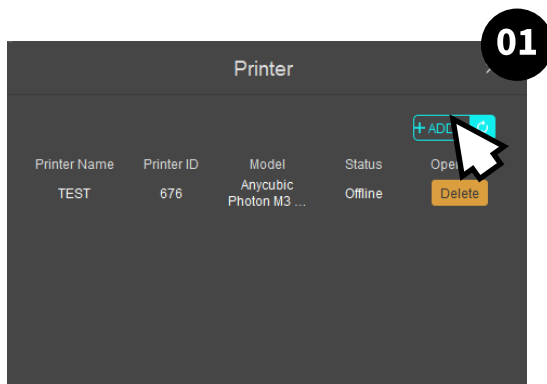 01
Printer
+ ADD
Printer Name Printer ID Model Status
TEST 676 Anycubic Photon M3 ... Offline Delete